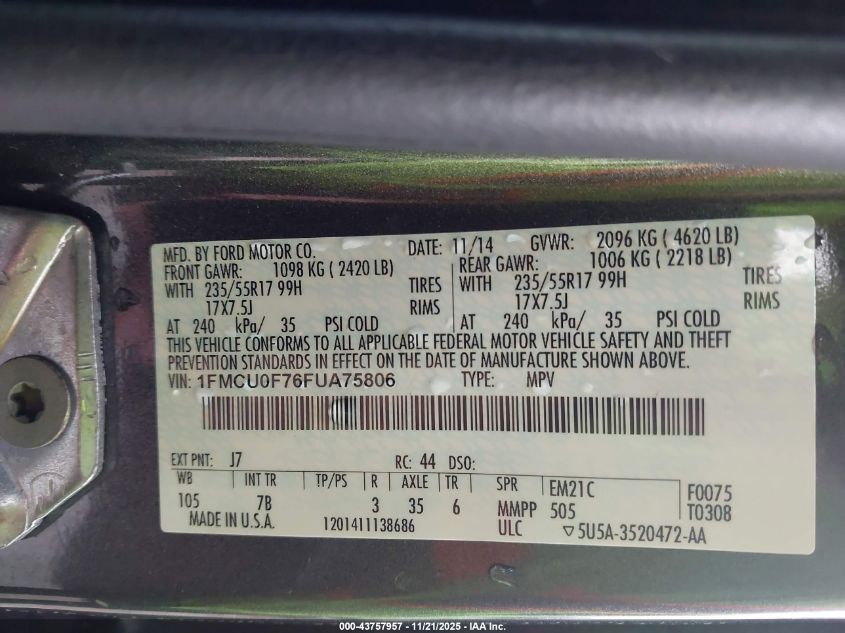 MFD. BY FORD MOTOR CO. DATE: 11/14 GVWR: 2096 KG ( 4620 LB)
FRONT GAWR: 1098 KG ( 2420 LB) REAR GAWR: 1006 KG ( 2218 LB)
WITH 235/55R17 99H TIRES WITH 235/55R17 99H TIRES
17X7.5J RIMS 17X7.5J RIMS
AT 240 kPa/ 35 PSI COLD AT 240 kPa/ 35 PSI COLD
THIS VEHICLE CONFORMS TO ALL APPLICABLE FEDERAL MOTOR VEHICLE SAFETY AND THEFT
PREVENTION STANDARDS IN EFFECT ON THE DATE OF MANUFACTURE SHOWN ABOVE.
VIN: 1FMCU0F76FUA75806 TYPE: MPV
EXT PNT: J7 RC: 44 DSO:
WB INT TR TP/PS R AXLE TR SPR EM21C F0075
105 7B 3 35 6 MMPP 505 T0308
MADE IN U.S.A. 1201411138686 ULC ▽5U5A-3520472-AA
000-43757957 - 11/21/2025 - IAA Inc.